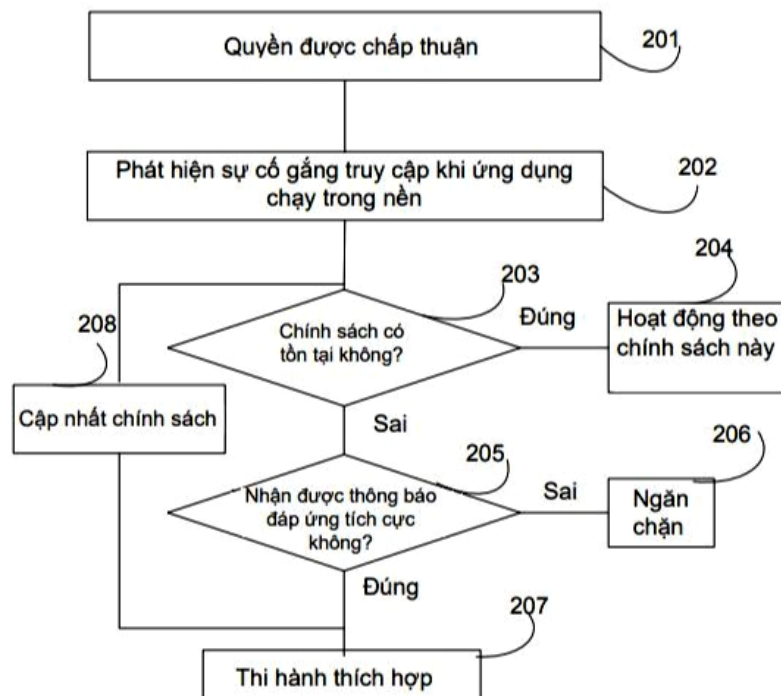 Quyền được chấp thuận
201
Phát hiện sự cố gắng truy cập khi ứng dụng
chạy trong nền
202
203
204
208
Chính sách có
tồn tại không?
Đúng
Hoạt động theo
chính sách này
Cập nhất chính sách
Sai
205
206
Nhận được thông báo
đáp ứng tích cực
không?
Sai
Ngăn
chặn
Đúng
207
Thi hành thích hợp